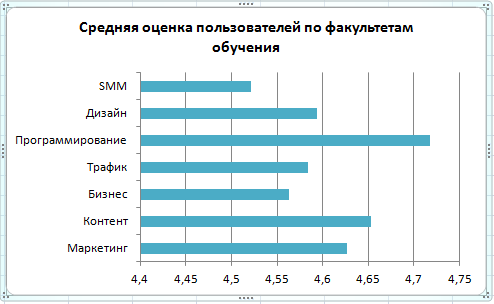 Средняя оценка пользователей по факультетам
обучения
SMM
Дизайн
Программирование
Трафик
Бизнес
Контент
Маркетинг
4,4 4,45 4,5 4,55 4,6 4,65 4,7 4,75